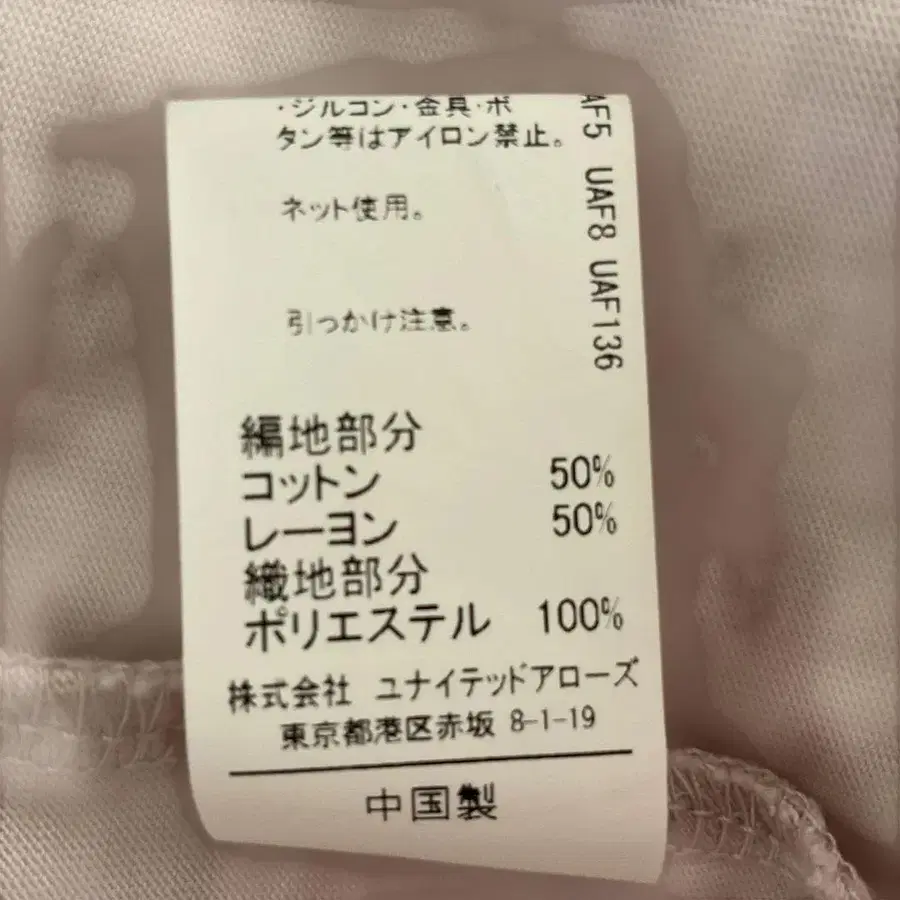 ・ジルコン・金具・ボ
タン等はアイロン禁止。
ネット使用。
引っかけ注意。
編地部分
コットン 50%
レーヨン 50%
織地部分
ポリエステル 100%
株式会社 ユナイテッドアローズ
東京都港区赤坂 8-1-19
中国製
AF5 UAF8 UAF136